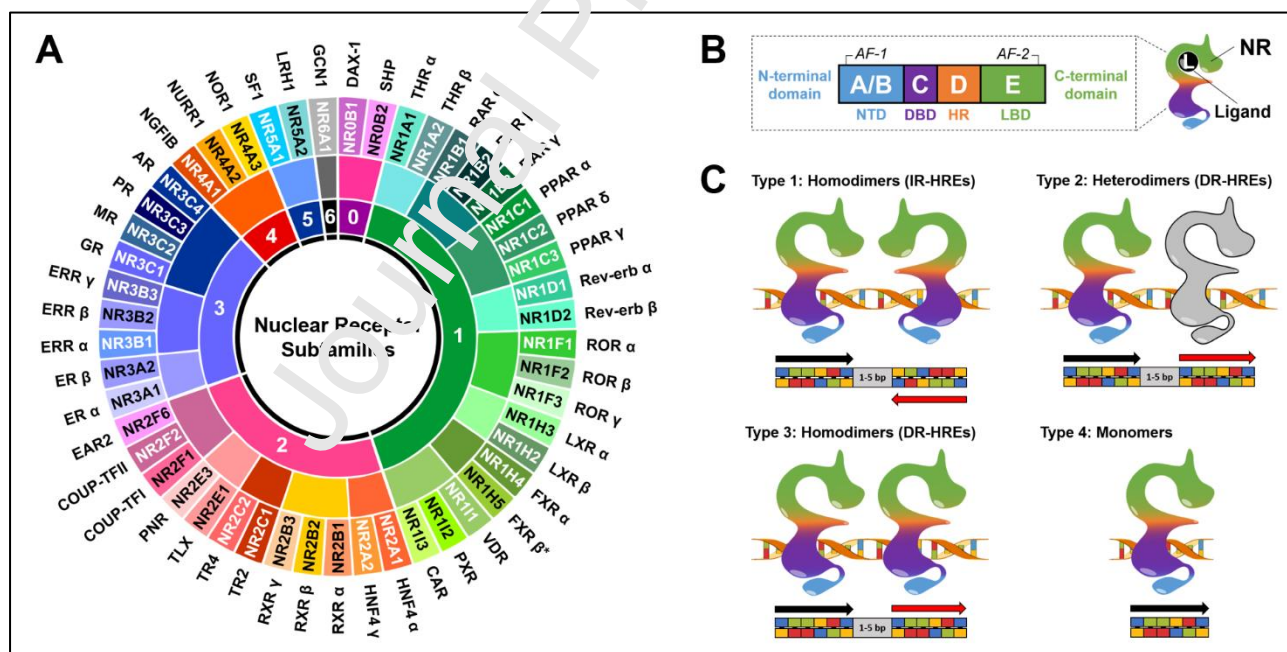 Journal Pr
A
DAX-1
SHP
THR α
THR β
PPAR α
PPAR δ
PPAR γ
Rev-erb α
Rev-erb β
ROR α
ROR β
ROR γ
LXR α
LXR β
FXR α
FXR β*
VDR
PXR
CAR
HNF4 α
HNF4 γ
RXR α
RXR β
RXR γ
TR2
TR4
TLX
PNR
COUP-TFI
COUP-TFII
EAR2
ER α
ER β
ERR α
ERR β
ERR γ
GR
MR
PR
AR
NGFIB
NURR1
NOR1
SF1
LRH1
GCN1
NR0B1
NR0B2
NR1A1
NR1A2
NR1B1
NR1B2
NR1C1
NR1C2
NR1C3
NR1D1
NR1D2
NR1F1
NR1F2
NR1F3
NR1H3
NR1H2
NR1H4
NR1H5
NR1I1
NR1I2
NR1I3
NR2A1
NR2A2
NR2B1
NR2B2
NR2B3
NR2C1
NR2C2
NR2E1
NR2E3
NR2F1
NR2F2
NR2F6
NR3A1
NR3A2
NR3B1
NR3B2
NR3B3
NR3C1
NR3C2
NR3C3
NR3C4
NR4A1
NR4A2
NR4A3
NR5A1
NR5A2
NR6A1
0
1
2
3
4
5
6
Nuclear Receptor
Subfamilies
B
AF-1 AF-2
N-terminal
domain
A/B C D E
C-terminal
domain
NTD DBD HR LBD
L
NR
Ligand
C
Type 1: Homodimers (IR-HREs)
1-5 bp
Type 2: Heterodimers (DR-HREs)
1-5 bp
Type 3: Homodimers (DR-HREs)
1-5 bp
Type 4: Monomers